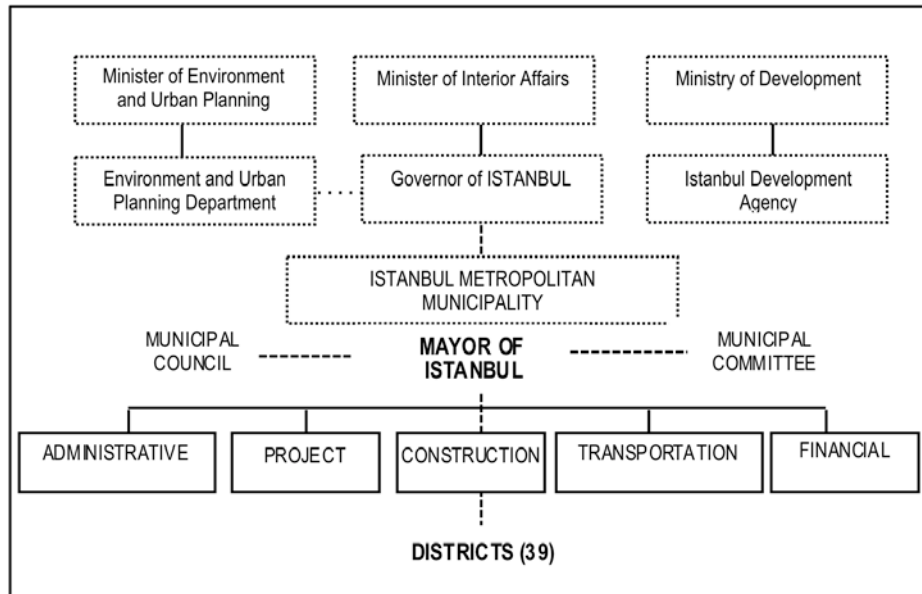 Minister of Environment
and Urban Planning
Minister of Interior Affairs
Ministry of Development
Environment and Urban
Planning Department
Governor of ISTANBUL
Istanbul Development
Agency
ISTANBUL METROPOLITAN
MUNICIPALITY
MUNICIPAL
COUNCIL
MAYOR OF
ISTANBUL
MUNICIPAL
COMMITTEE
ADMINISTRATIVE
PROJECT
CONSTRUCTION
TRANSPORTATION
FINANCIAL
DISTRICTS (39)